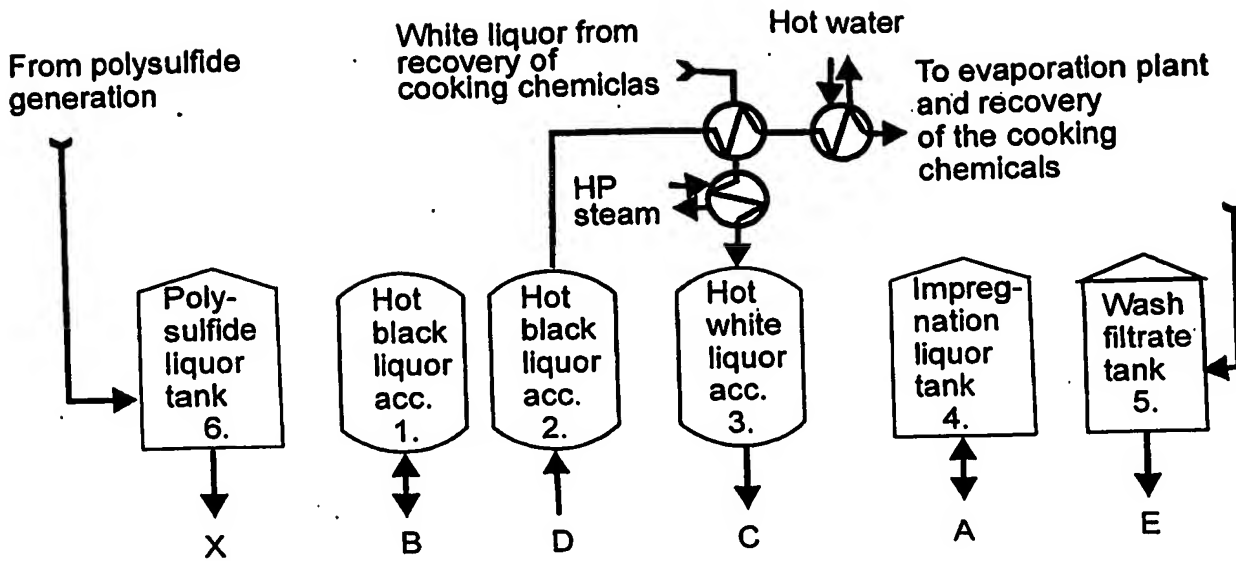 From polysulfide
generation
White liquor from
recovery of
cooking chemiclas
Hot water
To evaporation plant
and recovery
of the cooking
chemicals
HP
steam
Poly-
sulfide
liquor
tank
6.
Hot
black
liquor
acc.
1.
Hot
black
liquor
acc.
2.
Hot
white
liquor
acc.
3.
Impreg-
nation
liquor
tank
4.
Wash
filtrate
tank
5.
X
B
D
C
A
E